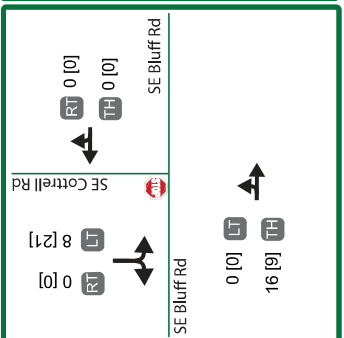 RT 0 [0]
TH 0 [0]
SE Bluff Rd
SE Cottrell Rd
8 [21] LT
0 [0] RT
SE Bluff Rd
0 [0] LT
16 [9] TH